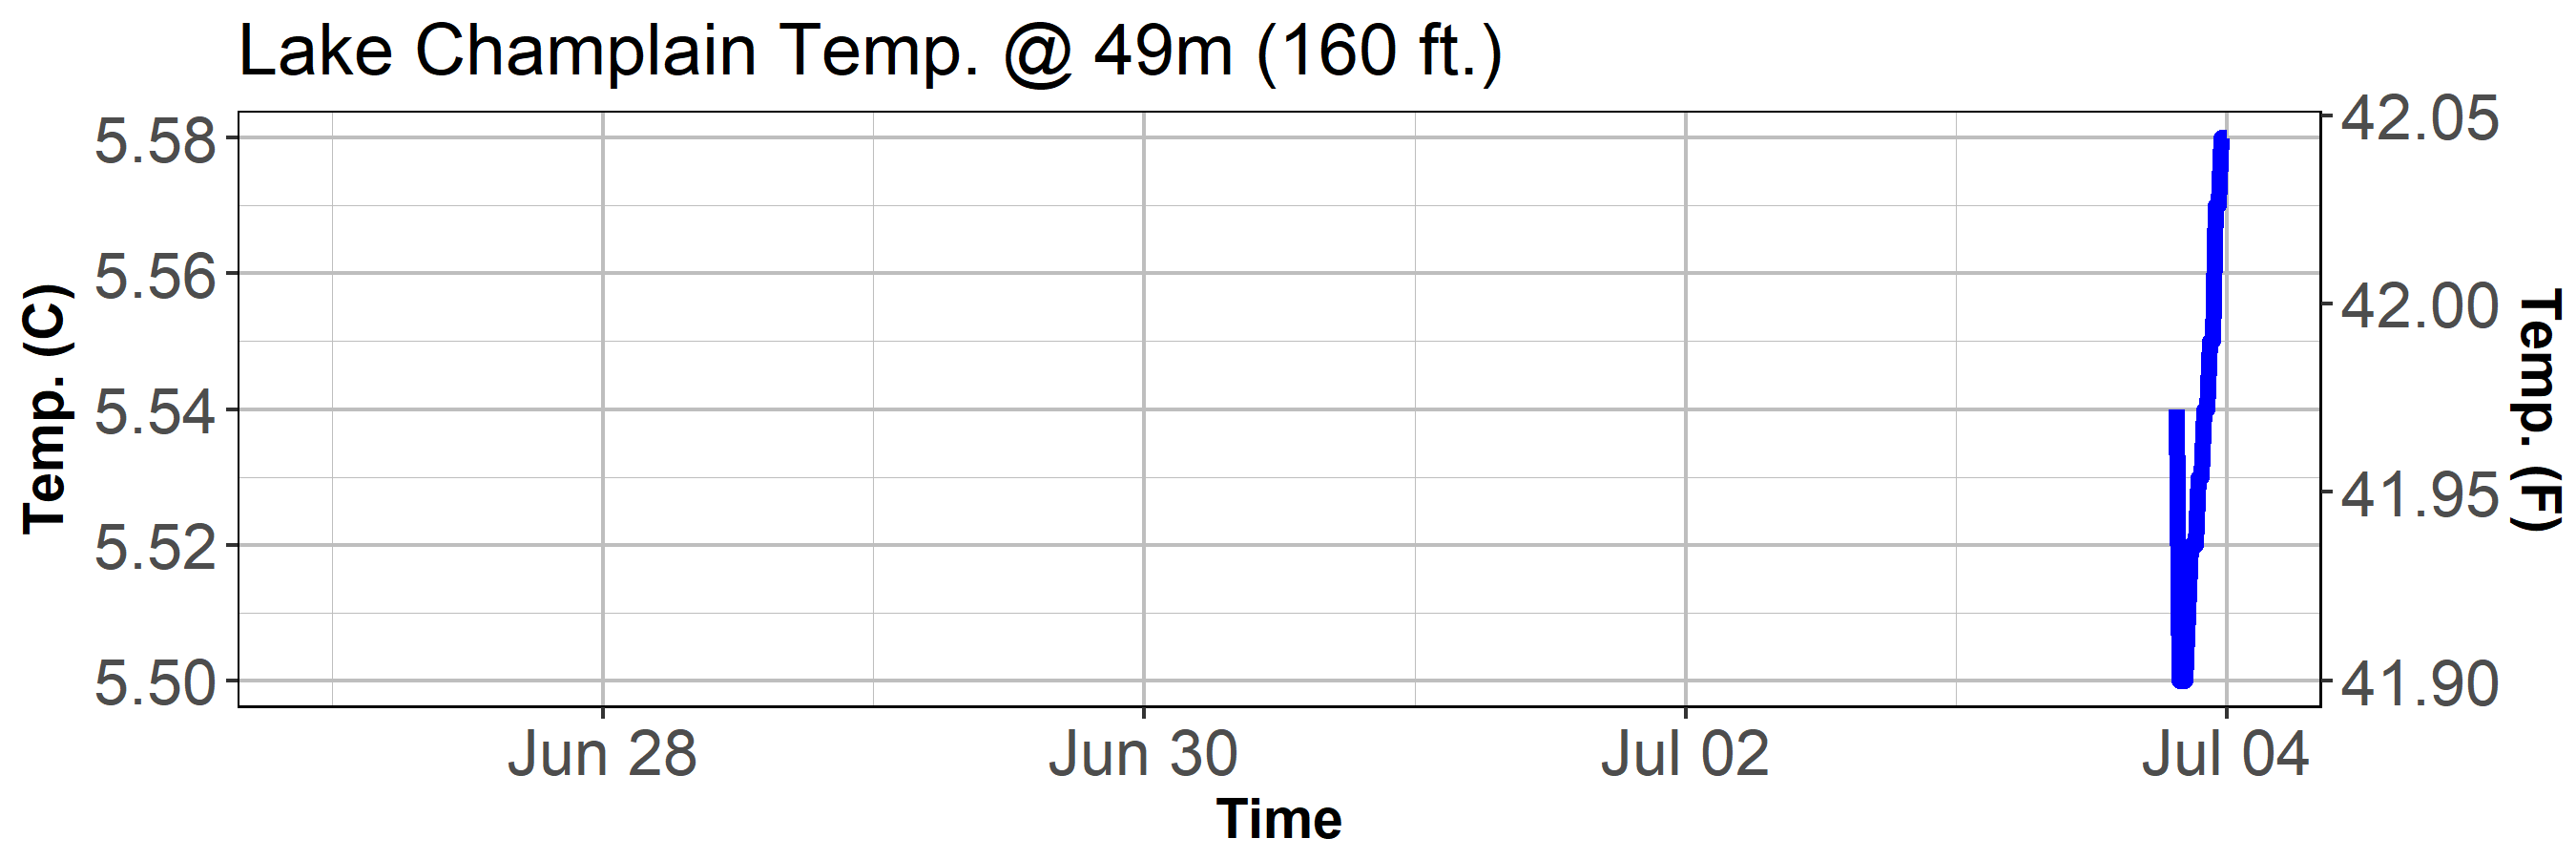 Lake Champlain Temp. @ 49m (160 ft.)
5.58
5.56
5.54
5.52
5.50
Temp. (C)
42.05
42.00
41.95
41.90
Temp. (F)
Jun 28
Jun 30
Jul 02
Jul 04
Time